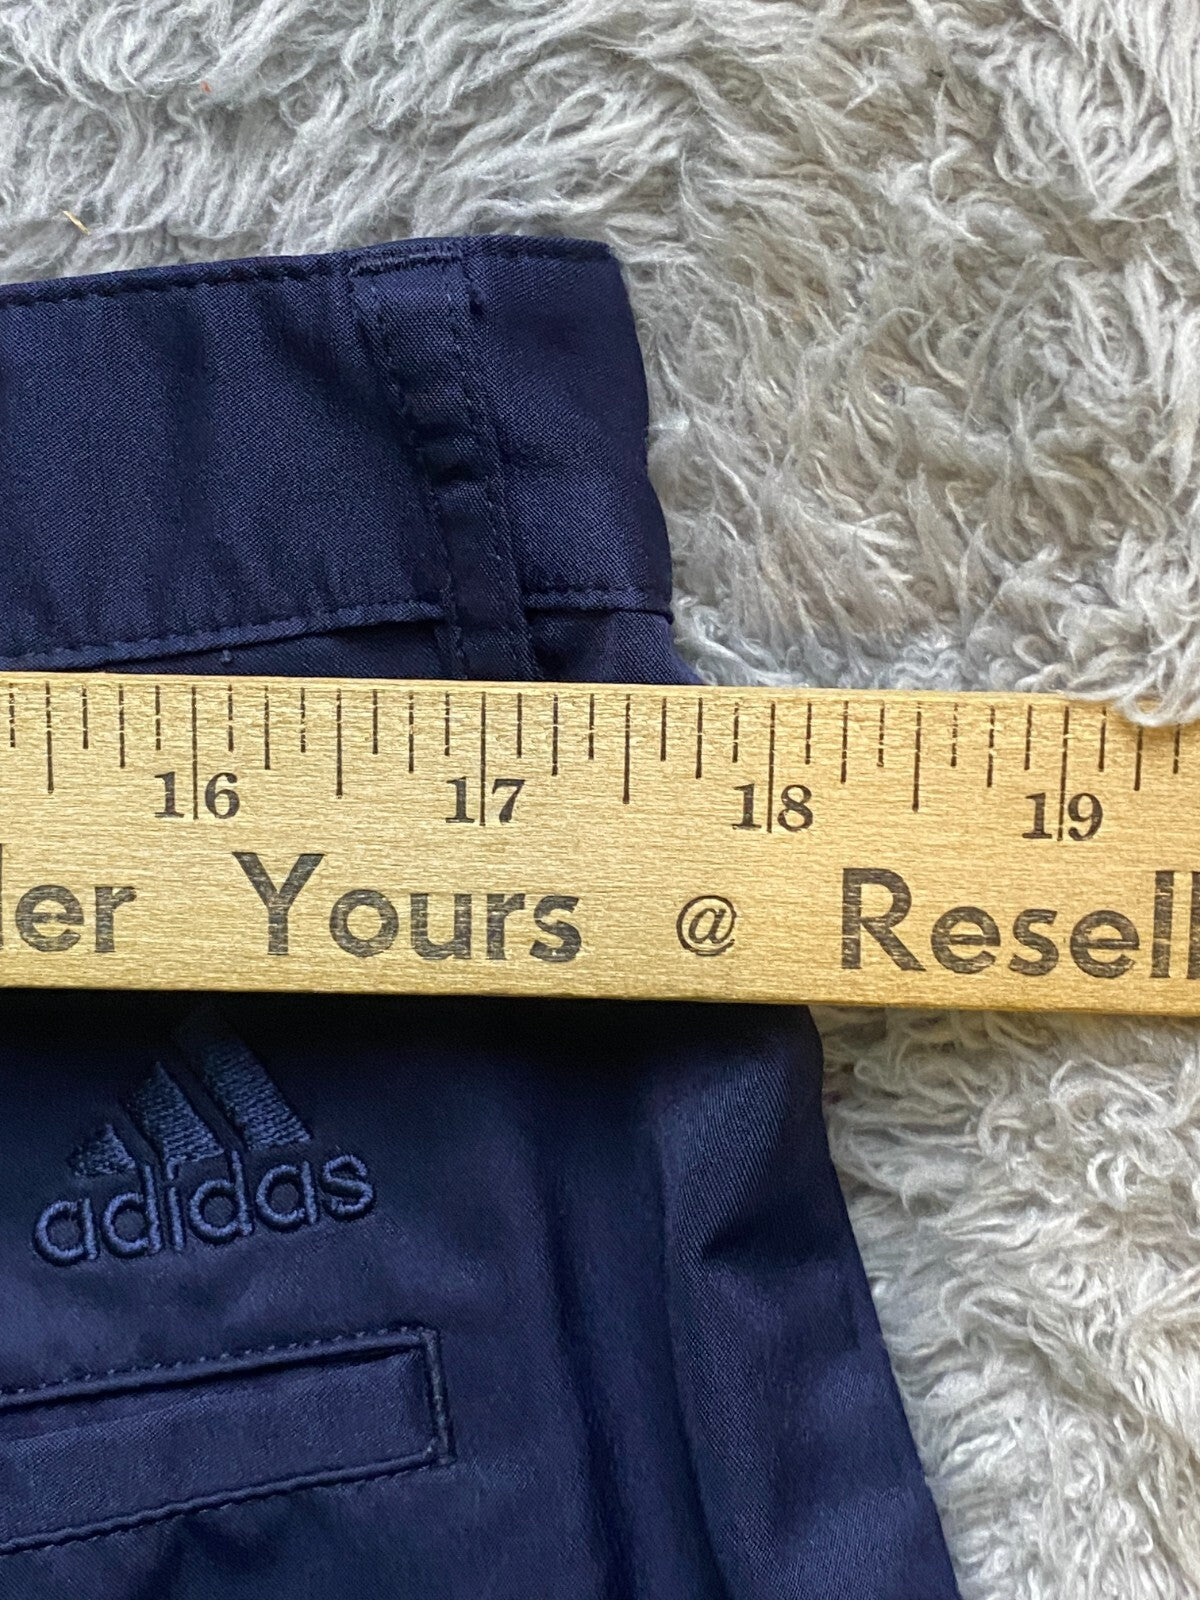 16 17 18 19
der Yours @ Resell
adidas